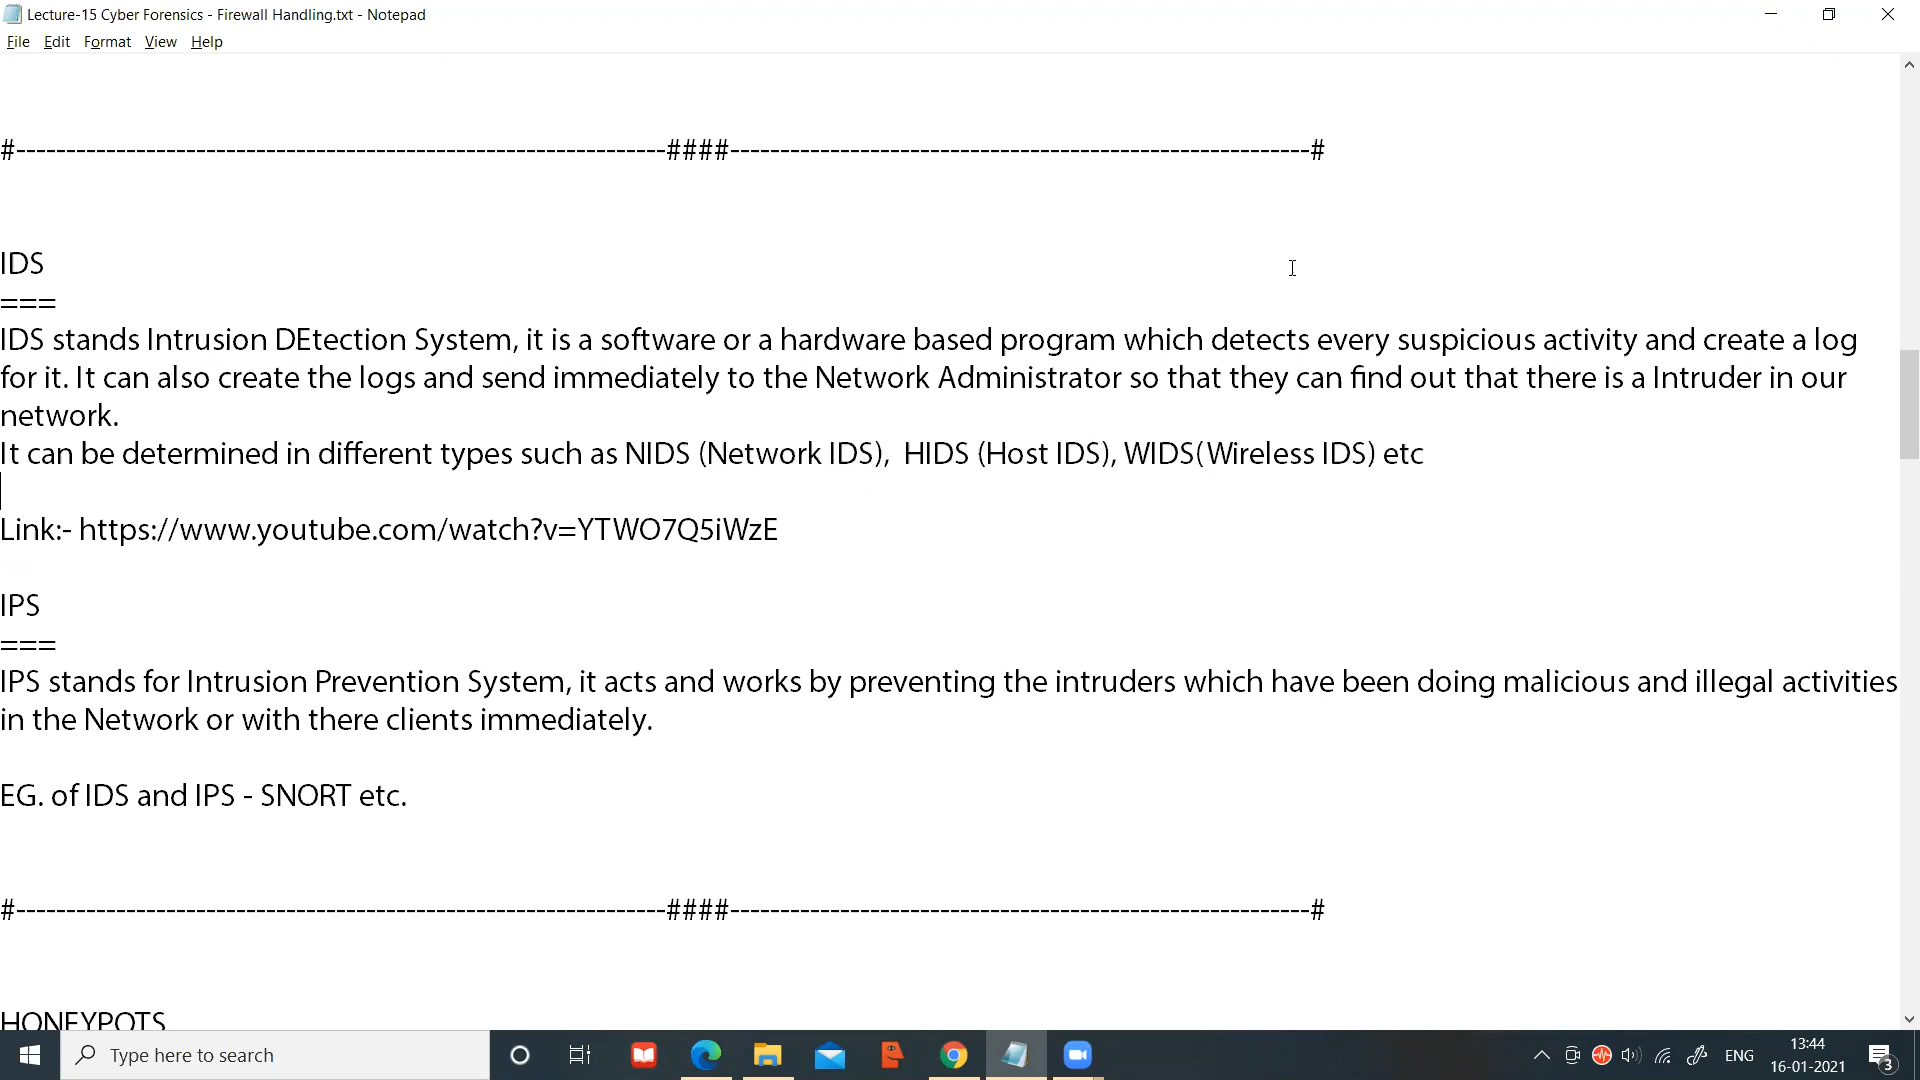 Lecture-15 Cyber Forensics - Firewall Handling.txt - Notepad
File Edit Format View Help
#-----------------------------------------------------------------####----------------------------------------------------------#
IDS
===
IDS stands Intrusion DEtection System, it is a software or a hardware based program which detects every suspicious activity and create a log
for it. It can also create the logs and send immediately to the Network Administrator so that they can find out that there is a Intruder in our
network.
It can be determined in different types such as NIDS (Network IDS),  HIDS (Host IDS), WIDS(Wireless IDS) etc
Link:- https://www.youtube.com/watch?v=YTWO7Q5iWzE
IPS
===
IPS stands for Intrusion Prevention System, it acts and works by preventing the intruders which have been doing malicious and illegal activities
in the Network or with there clients immediately.
EG. of IDS and IPS - SNORT etc.
#-----------------------------------------------------------------####----------------------------------------------------------#
HONEYPOTS
Type here to search
ENG
13:44
16-01-2021
3